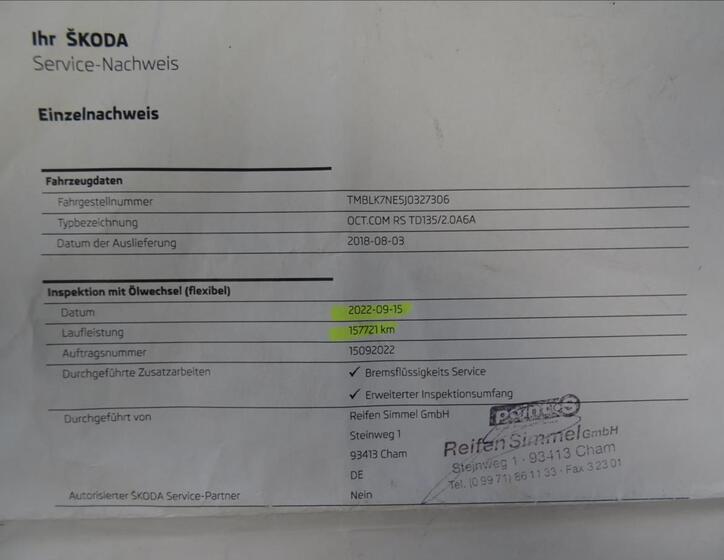 Ihr ŠKODA
Service-Nachweis
Einzelnachweis
Fahrzeugdaten
Fahrgestellnummer TMBLK7NE5J0327306
Typbezeichnung OCT.COM RS TD135/2.0A6A
Datum der Auslieferung 2018-08-03
Inspektion mit Ölwechsel (flexibel)
Datum 2022-09-15
Laufleistung 157721 km
Auftragsnummer 15092022
Durchgeführte Zusatzarbeiten ✓ Bremsflüssigkeits Service
✓ Erweiterter Inspektionsumfang
Durchgeführt von Reifen Simmel GmbH
Steinweg 1
93413 Cham
DE
Autorisierter ŠKODA Service-Partner Nein
point S
Reifen Simmel GmbH
Steinweg 1 · 93413 Cham
Tel. (0 99 71) 86 11 33 · Fax 3 23 01